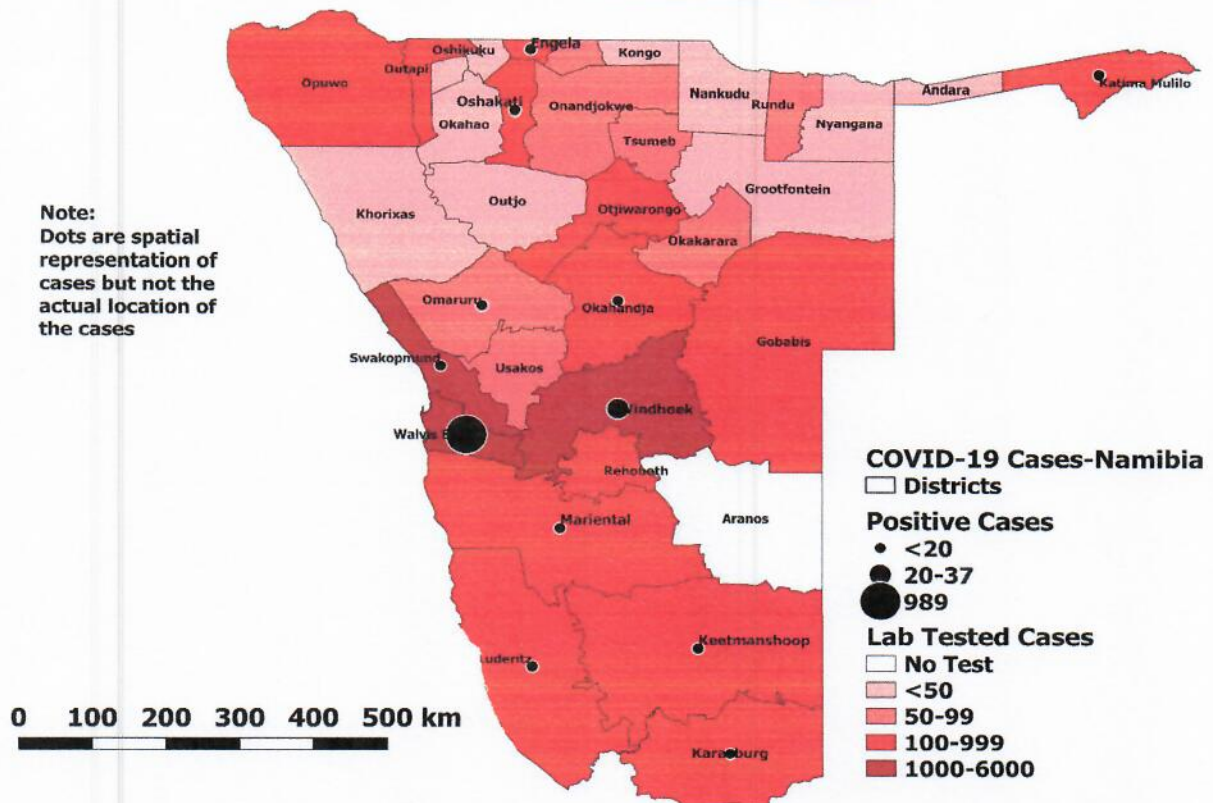 Engela
Oshikuku
Kongo
Outapi
Opuwo
Katima Mulilo
Andara
Nankudu
Rundu
Oshakati
Onandjokwe
Okahao
Nyangana
Tsumeb
Grootfontein
Outjo
Otjiwarongo
Khorixas
Note:
Dots are spatial
representation of
cases but not the
actual location of
the cases
Okakarara
Omaruru
Okahandja
Gobabis
Swakopmund
Usakos
Windhoek
Walvis
Rehoboth
Mariental
Aranos
Keetmanshoop
Luderitz
Karasburg
COVID-19 Cases-Namibia
Districts
Positive Cases
<20
20-37
989
Lab Tested Cases
No Test
<50
50-99
100-999
1000-6000
0 100 200 300 400 500 km